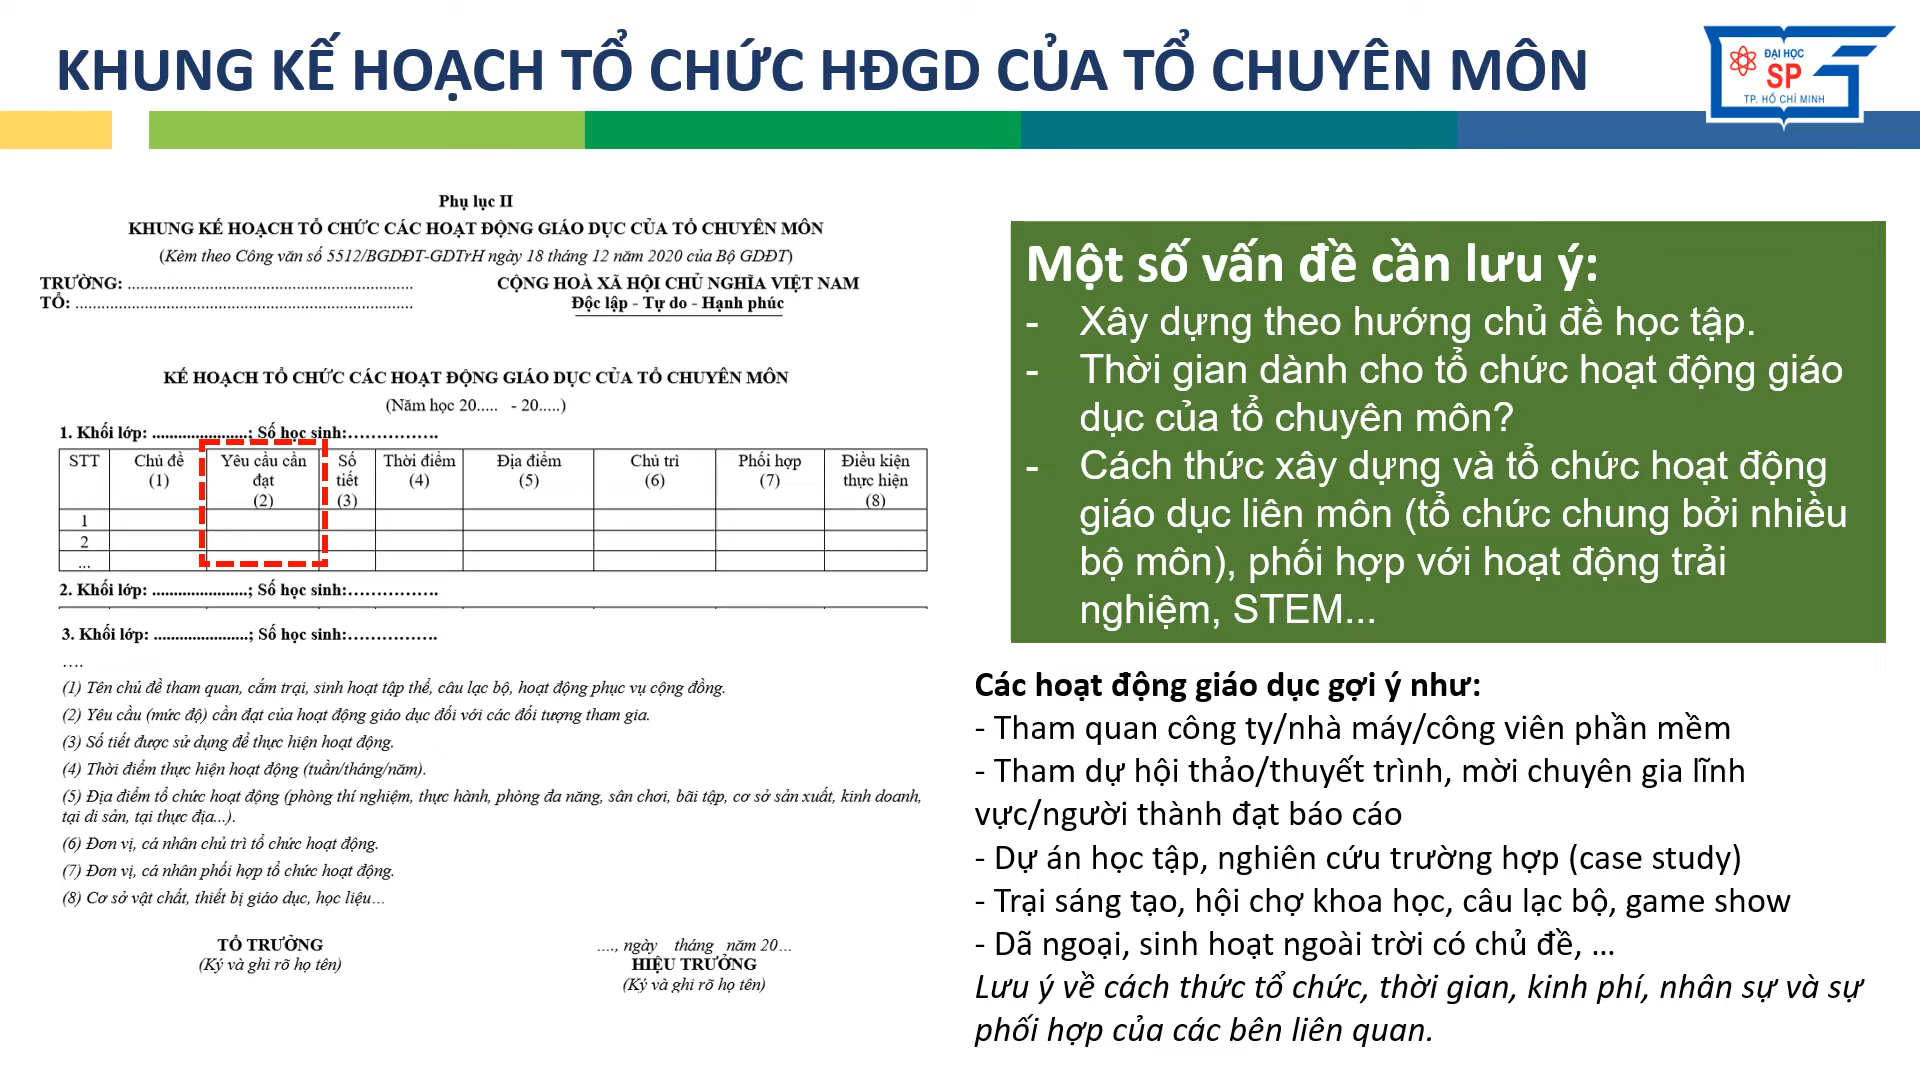 KHUNG KẾ HOẠCH TỔ CHỨC HĐGD CỦA TỔ CHUYÊN MÔN
ĐẠI HỌC
SP
TP. HỒ CHÍ MINH
Phụ lục II
KHUNG KẾ HOẠCH TỔ CHỨC CÁC HOẠT ĐỘNG GIÁO DỤC CỦA TỔ CHUYÊN MÔN
(Kèm theo Công văn số 5512/BGDĐT-GDTrH ngày 18 tháng 12 năm 2020 của Bộ GDĐT)
TRƯỜNG: ................................................................
CỘNG HOÀ XÃ HỘI CHỦ NGHĨA VIỆT NAM
TỔ: ............................................................................
Độc lập - Tự do - Hạnh phúc
KẾ HOẠCH TỔ CHỨC CÁC HOẠT ĐỘNG GIÁO DỤC CỦA TỔ CHUYÊN MÔN
(Năm học 20..... - 20.....)
1. Khối lớp: ......................; Số học sinh:…………….
STT
Chủ đề
(1)
Yêu cầu cần
đạt
(2)
Số
tiết
(3)
Thời điểm
(4)
Địa điểm
(5)
Chủ trì
(6)
Phối hợp
(7)
Điều kiện
thực hiện
(8)
1
2
...
2. Khối lớp: ......................; Số học sinh:…………….
3. Khối lớp: ......................; Số học sinh:…………….
….
(1) Tên chủ đề tham quan, cắm trại, sinh hoạt tập thể, câu lạc bộ, hoạt động phục vụ cộng đồng.
(2) Yêu cầu (mức độ) cần đạt của hoạt động giáo dục đối với các đối tượng tham gia.
(3) Số tiết được sử dụng để thực hiện hoạt động.
(4) Thời điểm thực hiện hoạt động (tuần/tháng/năm).
(5) Địa điểm tổ chức hoạt động (phòng thí nghiệm, thực hành, phòng đa năng, sân chơi, bãi tập, cơ sở sản xuất, kinh doanh,
tại di sản, tại thực địa...).
(6) Đơn vị, cá nhân chủ trì tổ chức hoạt động.
(7) Đơn vị, cá nhân phối hợp tổ chức hoạt động.
(8) Cơ sở vật chất, thiết bị giáo dục, học liệu…
TỔ TRƯỞNG
(Ký và ghi rõ họ tên)
…., ngày tháng năm 20…
HIỆU TRƯỞNG
(Ký và ghi rõ họ tên)
Một số vấn đề cần lưu ý:
- Xây dựng theo hướng chủ đề học tập.
- Thời gian dành cho tổ chức hoạt động giáo
dục của tổ chuyên môn?
- Cách thức xây dựng và tổ chức hoạt động
giáo dục liên môn (tổ chức chung bởi nhiều
bộ môn), phối hợp với hoạt động trải
nghiệm, STEM...
Các hoạt động giáo dục gợi ý như:
- Tham quan công ty/nhà máy/công viên phần mềm
- Tham dự hội thảo/thuyết trình, mời chuyên gia lĩnh
vực/người thành đạt báo cáo
- Dự án học tập, nghiên cứu trường hợp (case study)
- Trại sáng tạo, hội chợ khoa học, câu lạc bộ, game show
- Dã ngoại, sinh hoạt ngoài trời có chủ đề, …
Lưu ý về cách thức tổ chức, thời gian, kinh phí, nhân sự và sự
phối hợp của các bên liên quan.